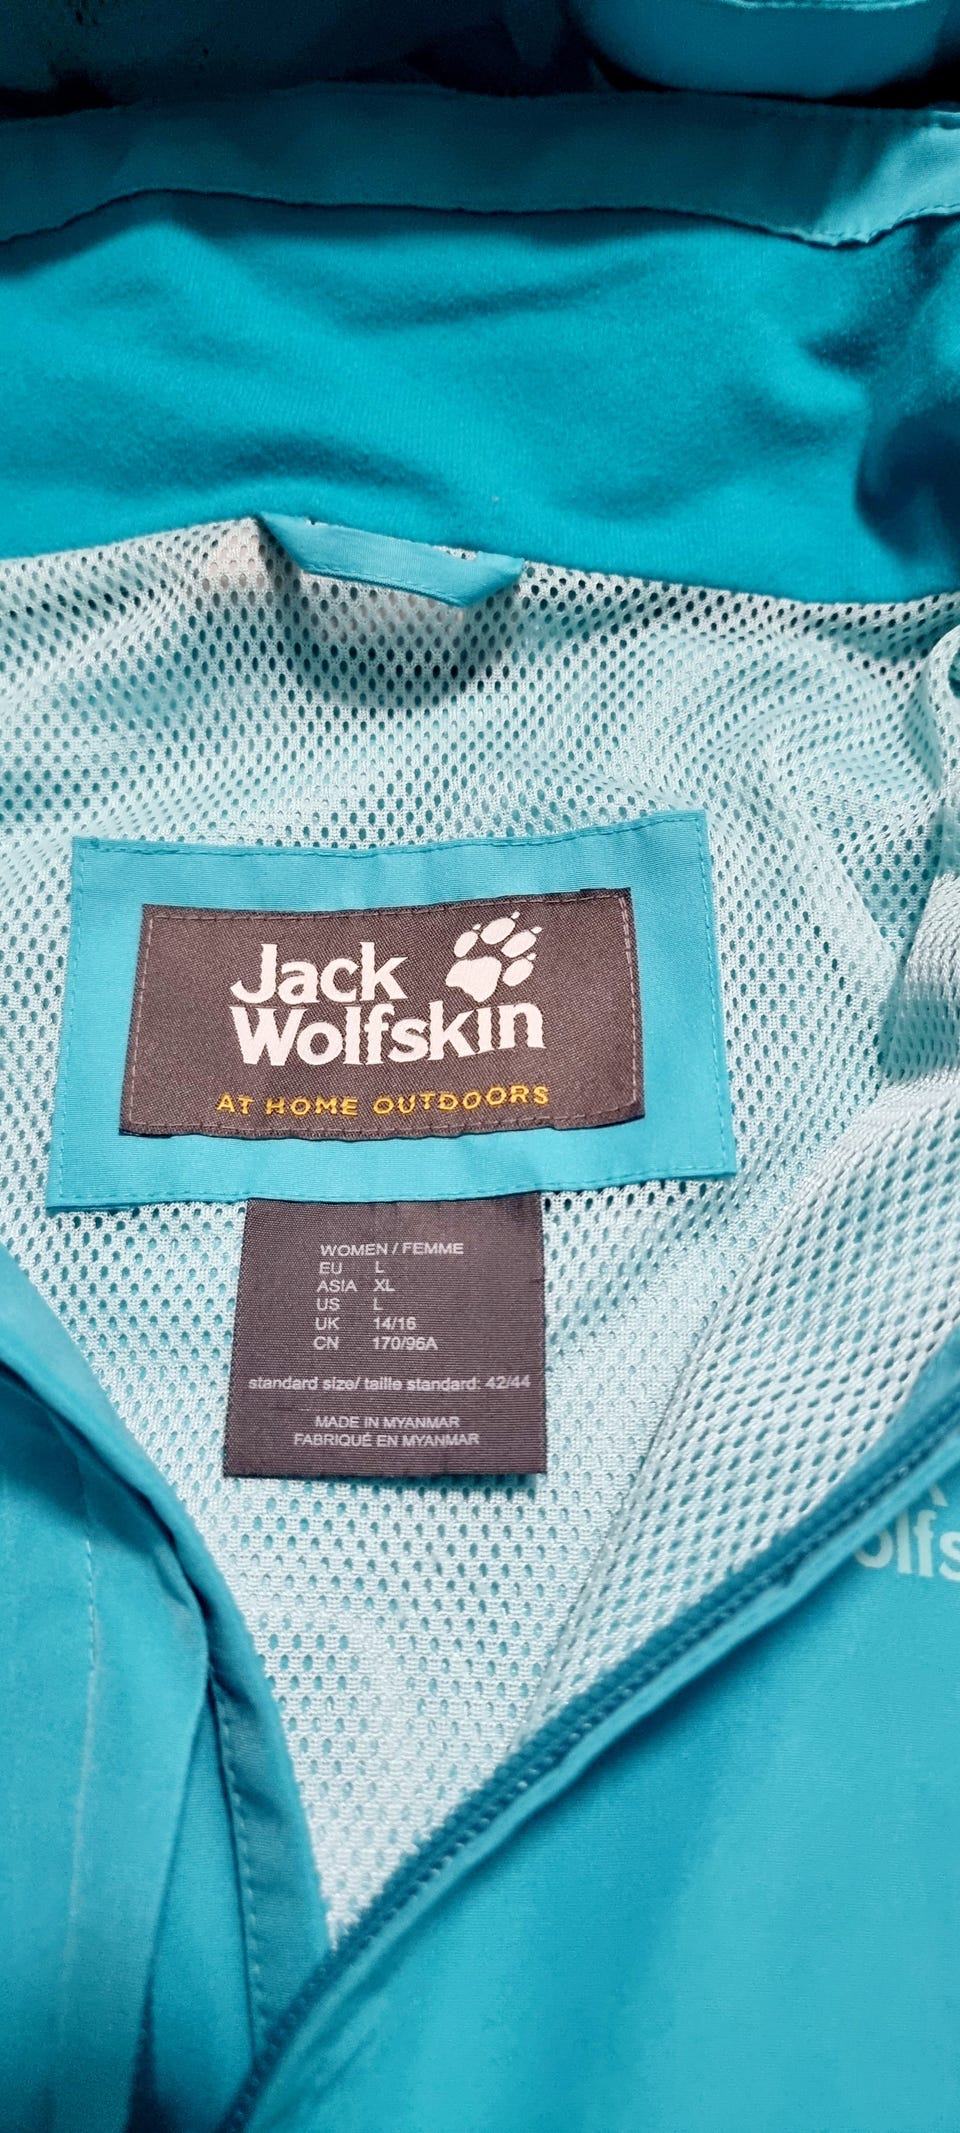 Jack
Wolfskin
AT HOME OUTDOORS
WOMEN / FEMME
EU L
ASIA XL
US L
UK 14/16
CN 170/96A
standard size/ taille standard: 42/44
MADE IN MYANMAR
FABRIQUÉ EN MYANMAR
olfs